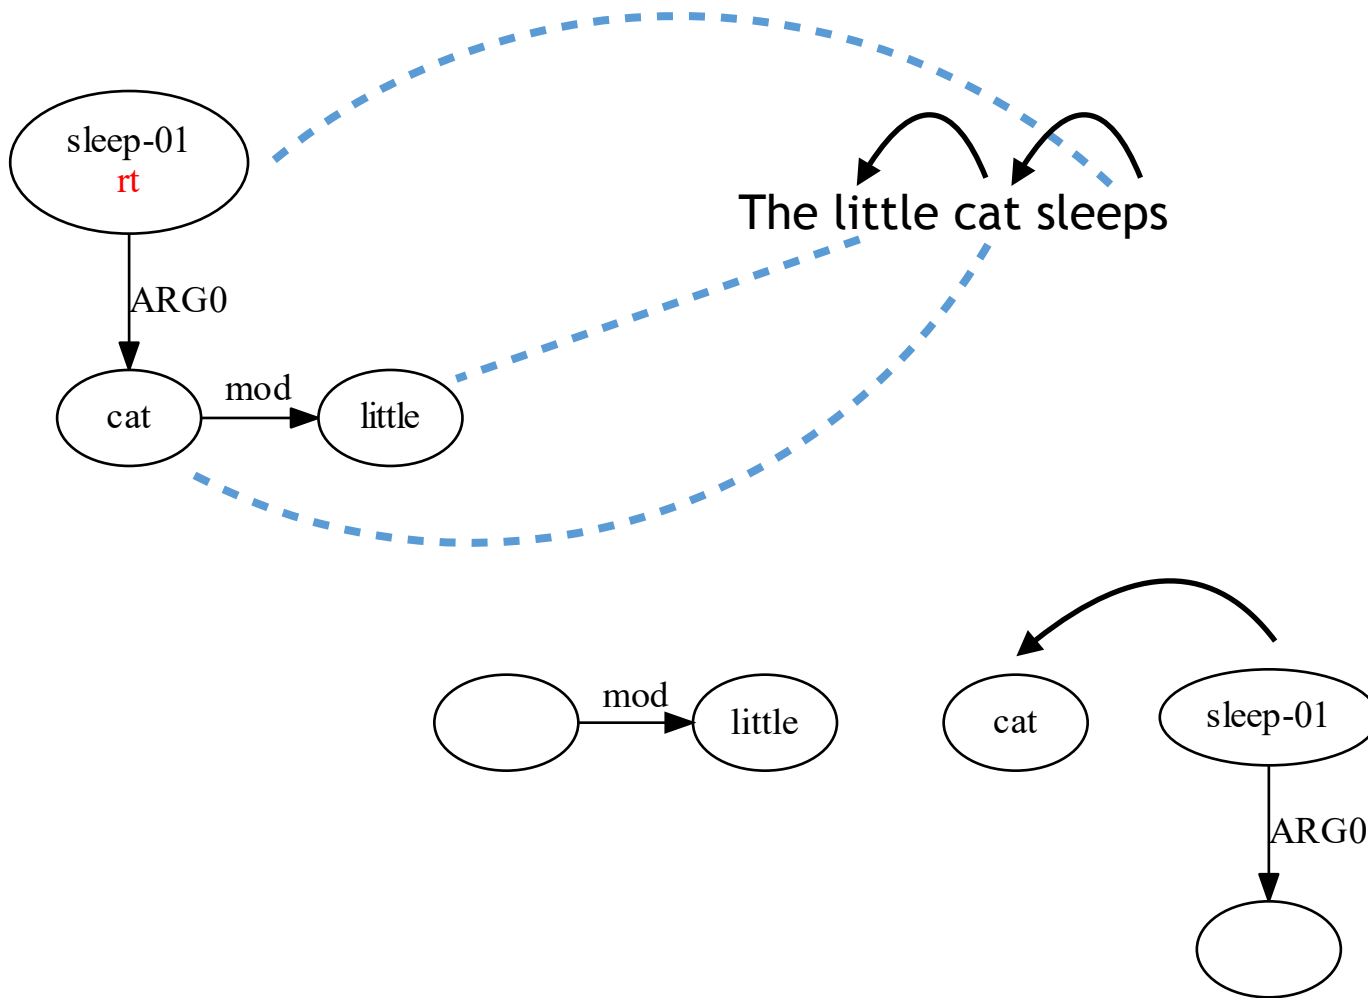 sleep-01
rt
The little cat sleeps
ARG0
cat
mod
little
mod
little
cat
sleep-01
ARG0